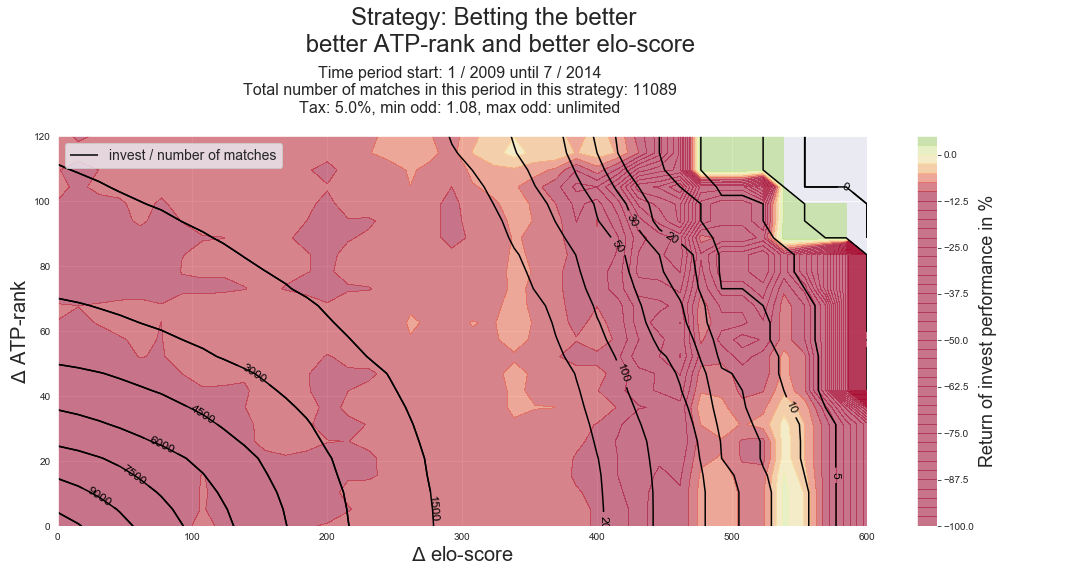 Strategy: Betting the better
better ATP-rank and better elo-score
Time period start: 1 / 2009 until 7 / 2014
Total number of matches in this period in this strategy: 11089
Tax: 5.0%, min odd: 1.08, max odd: unlimited
invest / number of matches
120
100
80
60
40
20
0
Δ ATP-rank
0 100 200 300 400 500 600
Δ elo-score
9000
7500
6000
4500
3000
1500
100
50
30
20
10
5
0
0.0
−12.5
−25.0
−37.5
−50.0
−62.5
−75.0
−87.5
−100.0
Return of invest performance in %